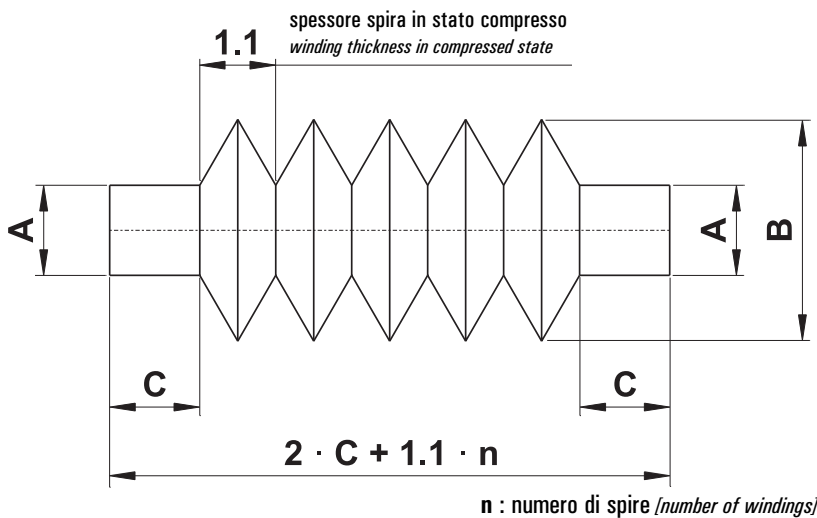 spessore spira in stato compresso
1.1
winding thickness in compressed state
A
A
B
C
C
2 · C + 1.1 · n
n : numero di spire [number of windings]